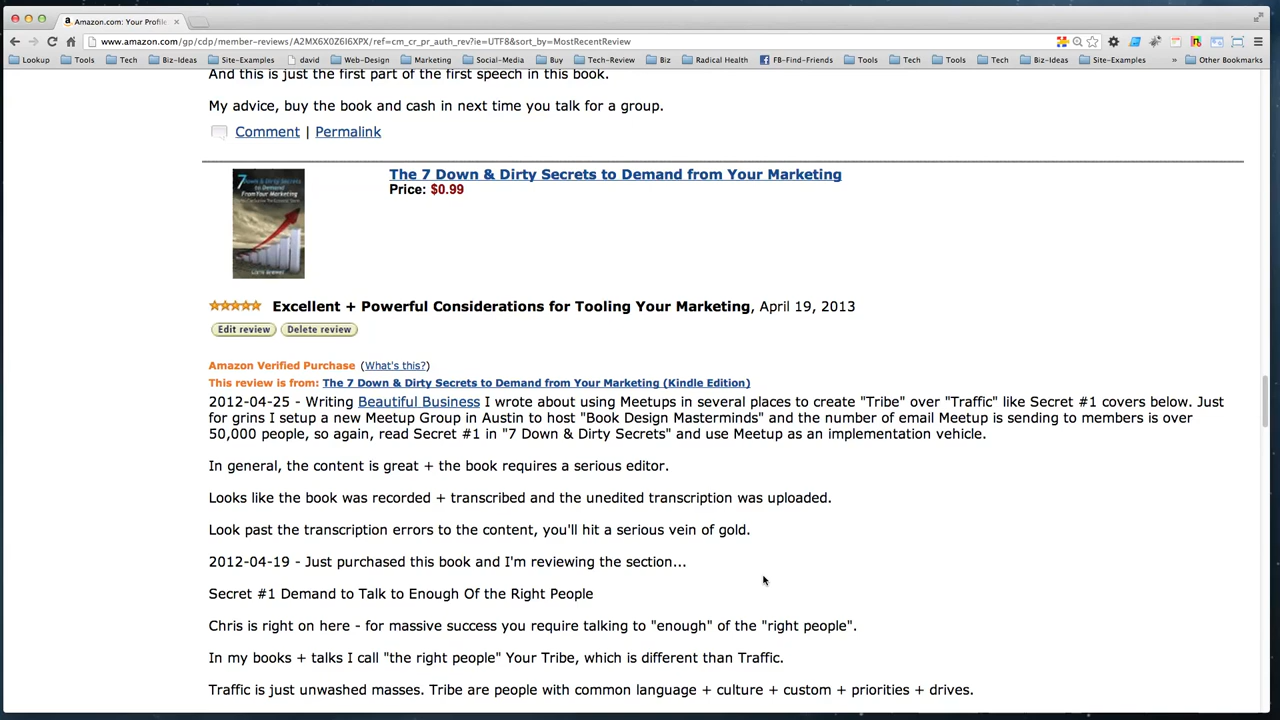 Amazon.com: Your Profile
www.amazon.com/gp/cdp/member-reviews/A2MX6X0Z6I6XPX/ref=cm_cr_pr_auth_rev?ie=UTF8&sort_by=MostRecentReview
Lookup Tools Tech Biz-Ideas Site-Examples david Web-Design Marketing Social-Media Buy Tech-Review Biz Radical Health FB-Find-Friends Tools Tech Tools Tech Biz-Ideas Site-Examples » Other Bookmarks
And this is just the first part of the first speech in this book.
My advice, buy the book and cash in next time you talk for a group.
Comment | Permalink
The 7 Down & Dirty Secrets to Demand from Your Marketing
Price: $0.99
7 Down & Dirty Secrets
to Demand
From Your Marketing
Chris Brewer
Excellent + Powerful Considerations for Tooling Your Marketing, April 19, 2013
Edit review Delete review
Amazon Verified Purchase (What's this?)
This review is from: The 7 Down & Dirty Secrets to Demand from Your Marketing (Kindle Edition)
2012-04-25 - Writing Beautiful Business I wrote about using Meetups in several places to create "Tribe" over "Traffic" like Secret #1 covers below. Just
for grins I setup a new Meetup Group in Austin to host "Book Design Masterminds" and the number of email Meetup is sending to members is over
50,000 people, so again, read Secret #1 in "7 Down & Dirty Secrets" and use Meetup as an implementation vehicle.
In general, the content is great + the book requires a serious editor.
Looks like the book was recorded + transcribed and the unedited transcription was uploaded.
Look past the transcription errors to the content, you'll hit a serious vein of gold.
2012-04-19 - Just purchased this book and I'm reviewing the section...
Secret #1 Demand to Talk to Enough Of the Right People
Chris is right on here - for massive success you require talking to "enough" of the "right people".
In my books + talks I call "the right people" Your Tribe, which is different than Traffic.
Traffic is just unwashed masses. Tribe are people with common language + culture + custom + priorities + drives.